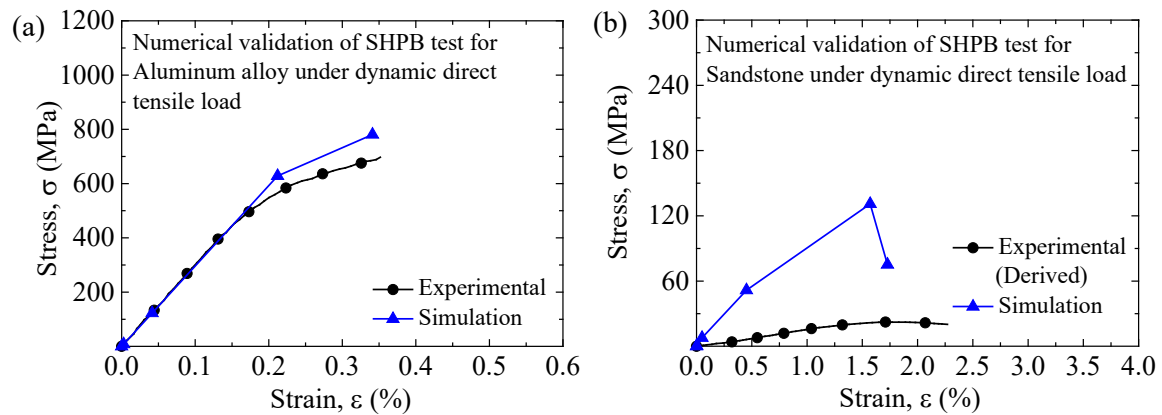 (a)
1200
1000
800
600
400
200
Stress, σ (MPa)
Numerical validation of SHPB test for
Aluminum alloy under dynamic direct
tensile load
Experimental
Simulation
0.0 0.1 0.2 0.3 0.4 0.5 0.6
Strain, ε (%)
(b)
300
240
180
120
60
Stress, σ (MPa)
Numerical validation of SHPB test for
Sandstone under dynamic direct tensile load
Experimental
(Derived)
Simulation
0.0 0.5 1.0 1.5 2.0 2.5 3.0 3.5 4.0
Strain, ε (%)